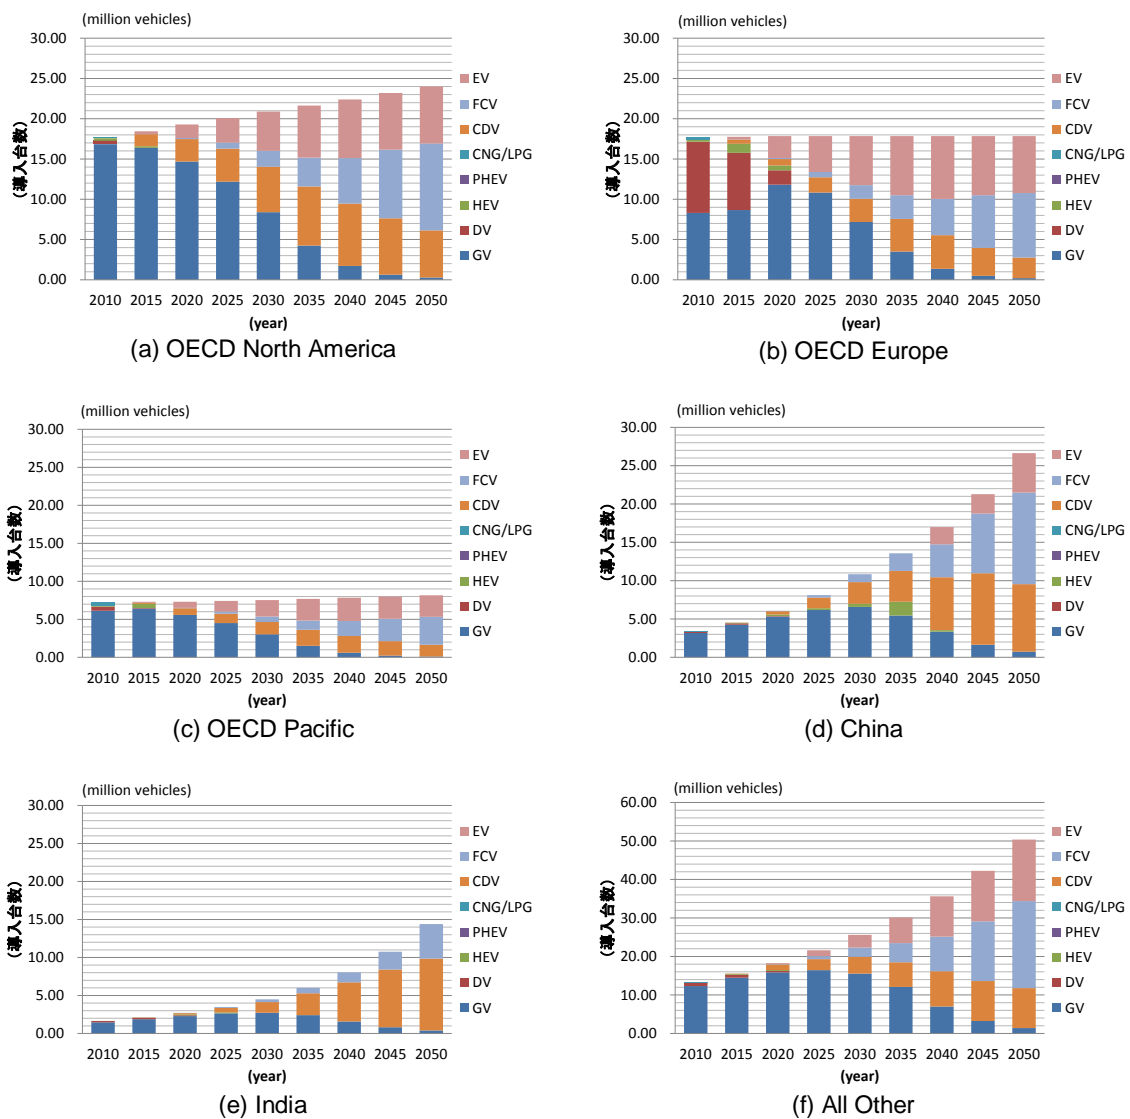 (million vehicles)
30.00
25.00
20.00
15.00
10.00
5.00
0.00
(導入台数)
2010 2015 2020 2025 2030 2035 2040 2045 2050
(year)
EV
FCV
CDV
CNG/LPG
PHEV
HEV
DV
GV
(a) OECD North America
(million vehicles)
30.00
25.00
20.00
15.00
10.00
5.00
0.00
(導入台数)
2010 2015 2020 2025 2030 2035 2040 2045 2050
(year)
EV
FCV
CDV
CNG/LPG
PHEV
HEV
DV
GV
(b) OECD Europe
(million vehicles)
30.00
25.00
20.00
15.00
10.00
5.00
0.00
(導入台数)
2010 2015 2020 2025 2030 2035 2040 2045 2050
(year)
EV
FCV
CDV
CNG/LPG
PHEV
HEV
DV
GV
(c) OECD Pacific
(million vehicles)
30.00
25.00
20.00
15.00
10.00
5.00
0.00
(導入台数)
2010 2015 2020 2025 2030 2035 2040 2045 2050
(year)
EV
FCV
CDV
CNG/LPG
PHEV
HEV
DV
GV
(d) China
(million vehicles)
30.00
25.00
20.00
15.00
10.00
5.00
0.00
(導入台数)
2010 2015 2020 2025 2030 2035 2040 2045 2050
(year)
EV
FCV
CDV
CNG/LPG
PHEV
HEV
DV
GV
(e) India
(million vehicles)
60.00
50.00
40.00
30.00
20.00
10.00
0.00
(導入台数)
2010 2015 2020 2025 2030 2035 2040 2045 2050
(year)
EV
FCV
CDV
CNG/LPG
PHEV
HEV
DV
GV
(f) All Other